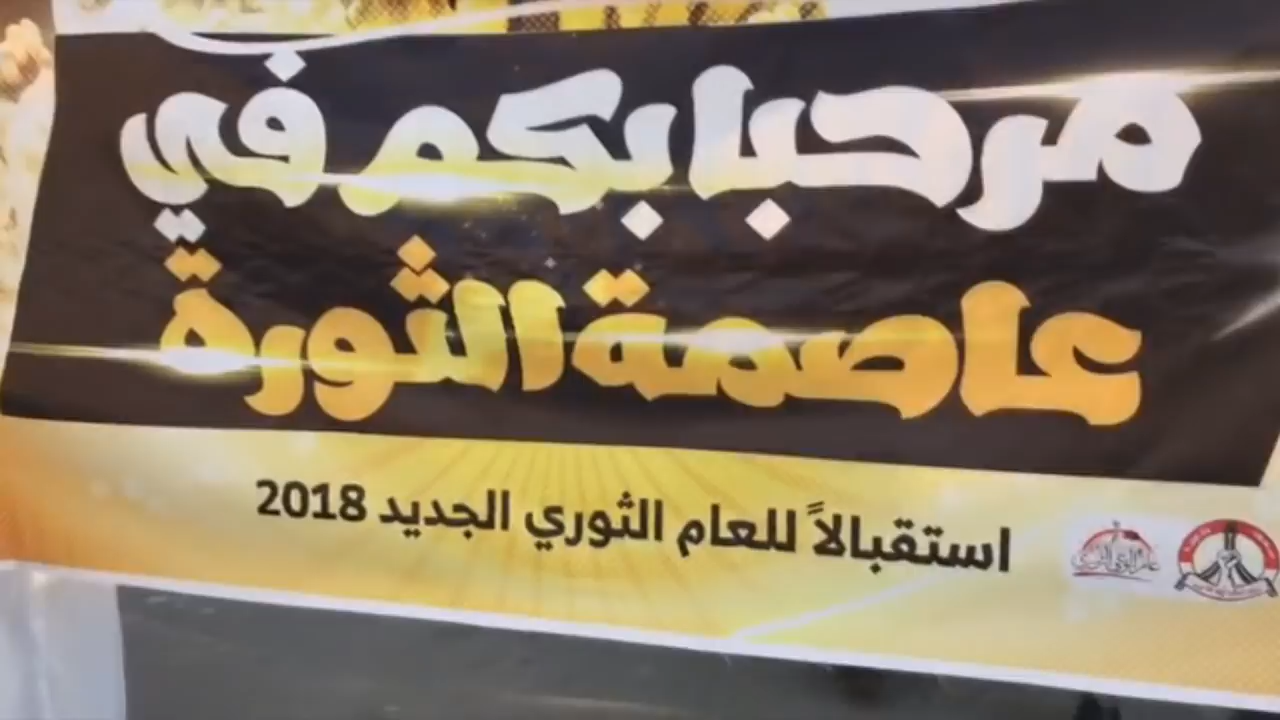 مرحبا بكم في
عاصمة الثورة
استقبالاً للعام الثوري الجديد 2018